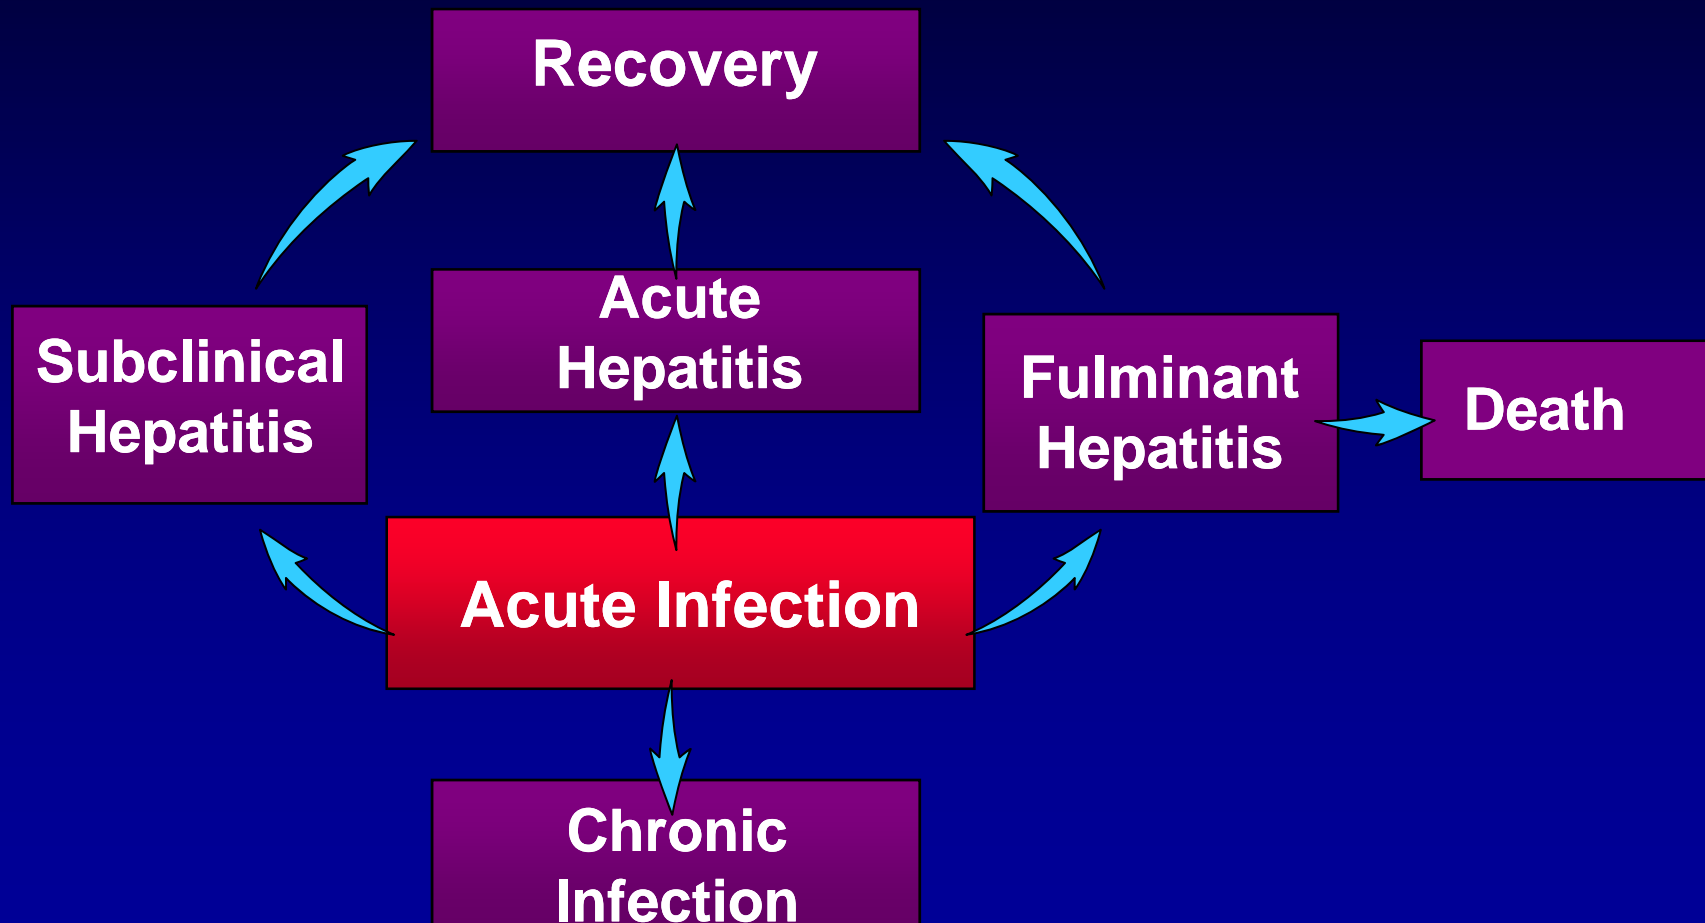 Recovery
Acute
Hepatitis
Subclinical
Hepatitis
Fulminant
Hepatitis
Death
Acute Infection
Chronic
Infection